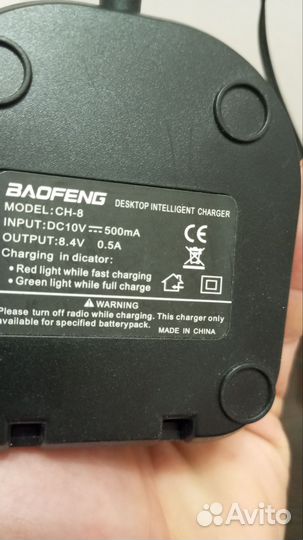 BAOFENG DESKTOP INTELLIGENT CHARGER
MODEL:CH-8
INPUT:DC10V⎓500mA
OUTPUT:8.4V 0.5A
Charging in dicator:
• Red light while fast charging
• Green light while full charge
⚠ WARNING
Please turn off radio while charging. This charger only
available for specified batterypack.
MADE IN CHINA
CE
Avito